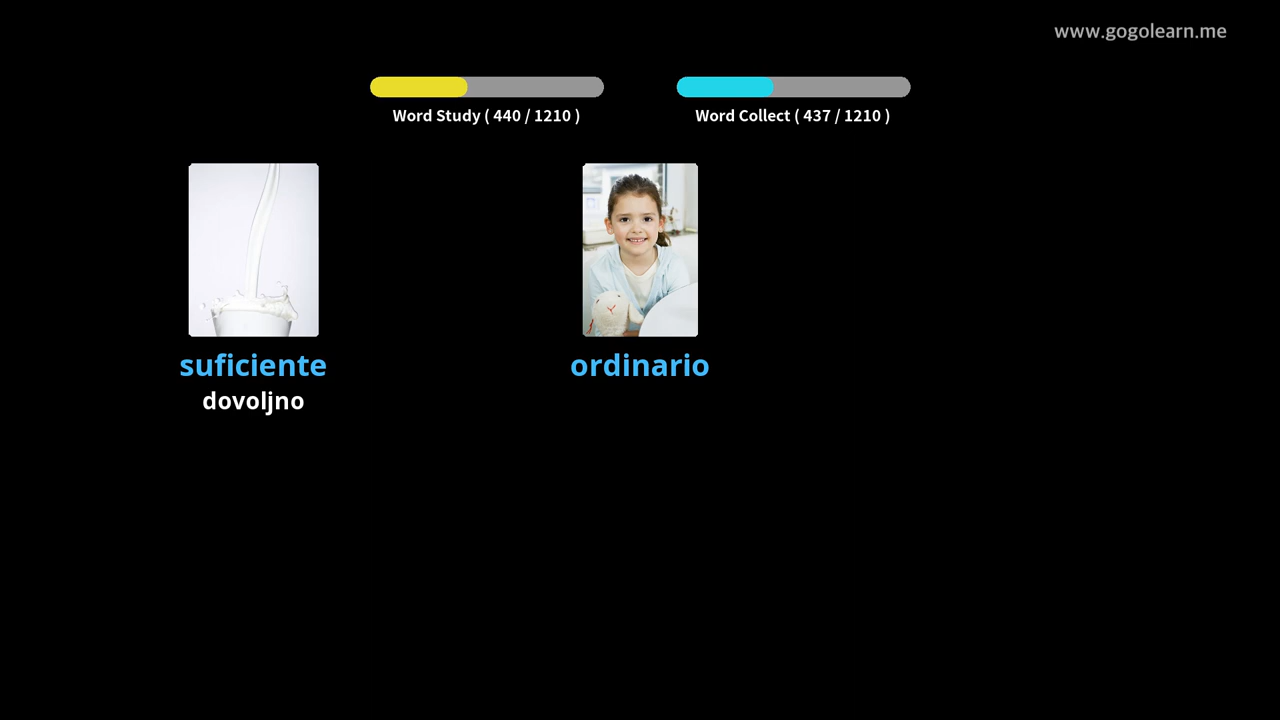 www.gogolearn.me
Word Study ( 440 / 1210 )
Word Collect ( 437 / 1210 )
suficiente
dovoljno
ordinario